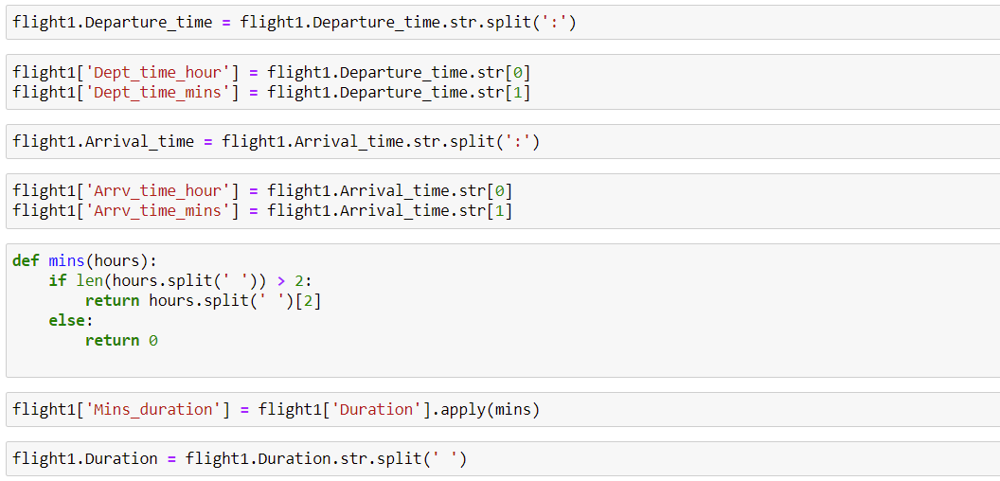 flight1.Departure_time = flight1.Departure_time.str.split(':')
flight1['Dept_time_hour'] = flight1.Departure_time.str[0]
flight1['Dept_time_mins'] = flight1.Departure_time.str[1]
flight1.Arrival_time = flight1.Arrival_time.str.split(':')
flight1['Arrv_time_hour'] = flight1.Arrival_time.str[0]
flight1['Arrv_time_mins'] = flight1.Arrival_time.str[1]
def mins(hours):
    if len(hours.split(' ')) > 2:
        return hours.split(' ')[2]
    else:
        return 0
flight1['Mins_duration'] = flight1['Duration'].apply(mins)
flight1.Duration = flight1.Duration.str.split(' ')